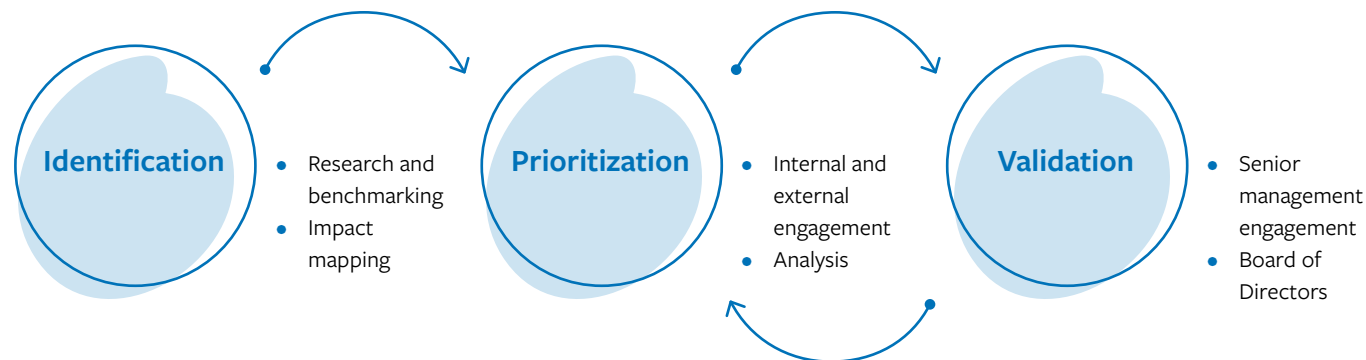 Identification
• Research and
benchmarking
• Impact
mapping
Prioritization
• Internal and
external
engagement
• Analysis
Validation
• Senior
management
engagement
• Board of
Directors